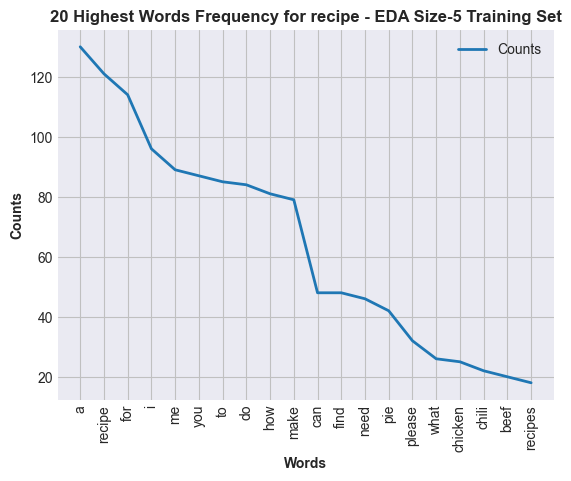 20 Highest Words Frequency for recipe - EDA Size-5 Training Set
Counts
120
100
80
60
40
20
Counts
a
recipe
for
i
me
you
to
do
how
make
can
find
need
pie
please
what
chicken
chili
beef
recipes
Words